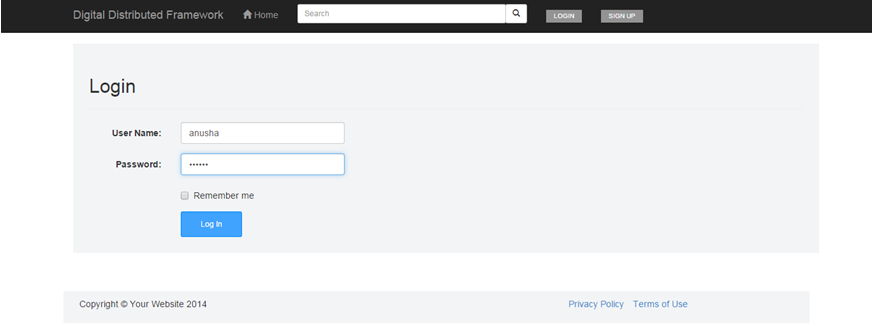 Digital Distributed Framework Home Search LOGIN SIGN UP
Login
User Name: anusha
Password: ••••••
Remember me
Log In
Copyright © Your Website 2014 Privacy Policy Terms of Use